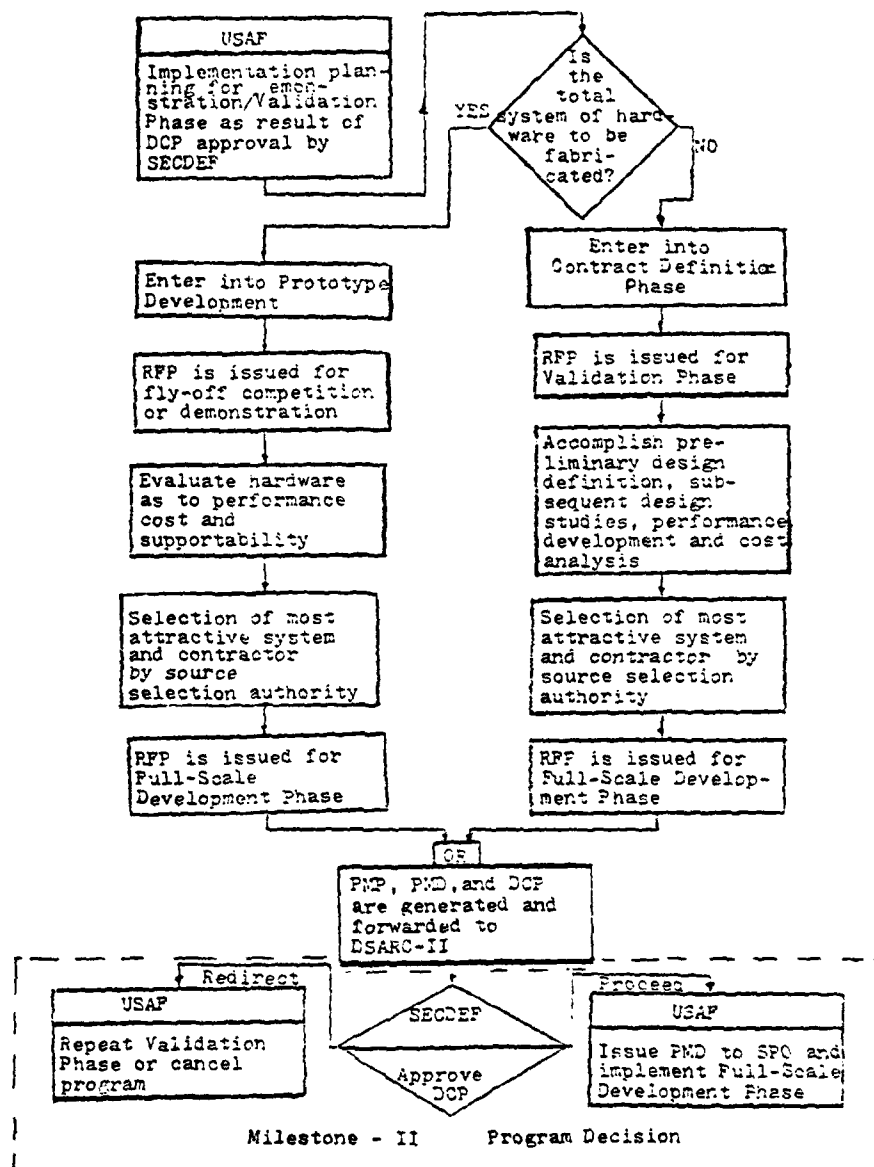 USAF
Implementation plan-
ning for emon-
stration/Validation
Phase as result of
DCP approval by
SECDEF
Is
the
total
system of hard-
ware to be
fabri-
cated?
YES
NO
Enter into Prototype
Development
RFP is issued for
fly-off competition
or demonstration
Evaluate hardware
as to performance
cost and
supportability
Selection of most
attractive system
and contractor
by source
selection authority
RFP is issued for
Full-Scale
Development Phase
Enter into
Contract Definition
Phase
RFP is issued for
Validation Phase
Accomplish pre-
liminary design
definition, sub-
sequent design
studies, performance
development and cost
analysis
Selection of most
attractive system
and contractor by
source selection
authority
RFP is issued for
Full-Scale Develop-
ment Phase
OR
PMP, PMD, and DCP
are generated and
forwarded to
DSARC-II
Redirect
Proceed
USAF
Repeat Validation
Phase or cancel
program
SECDEF
Approve
DCP
USAF
Issue PMD to SPO and
implement Full-Scale
Development Phase
Milestone - II Program Decision